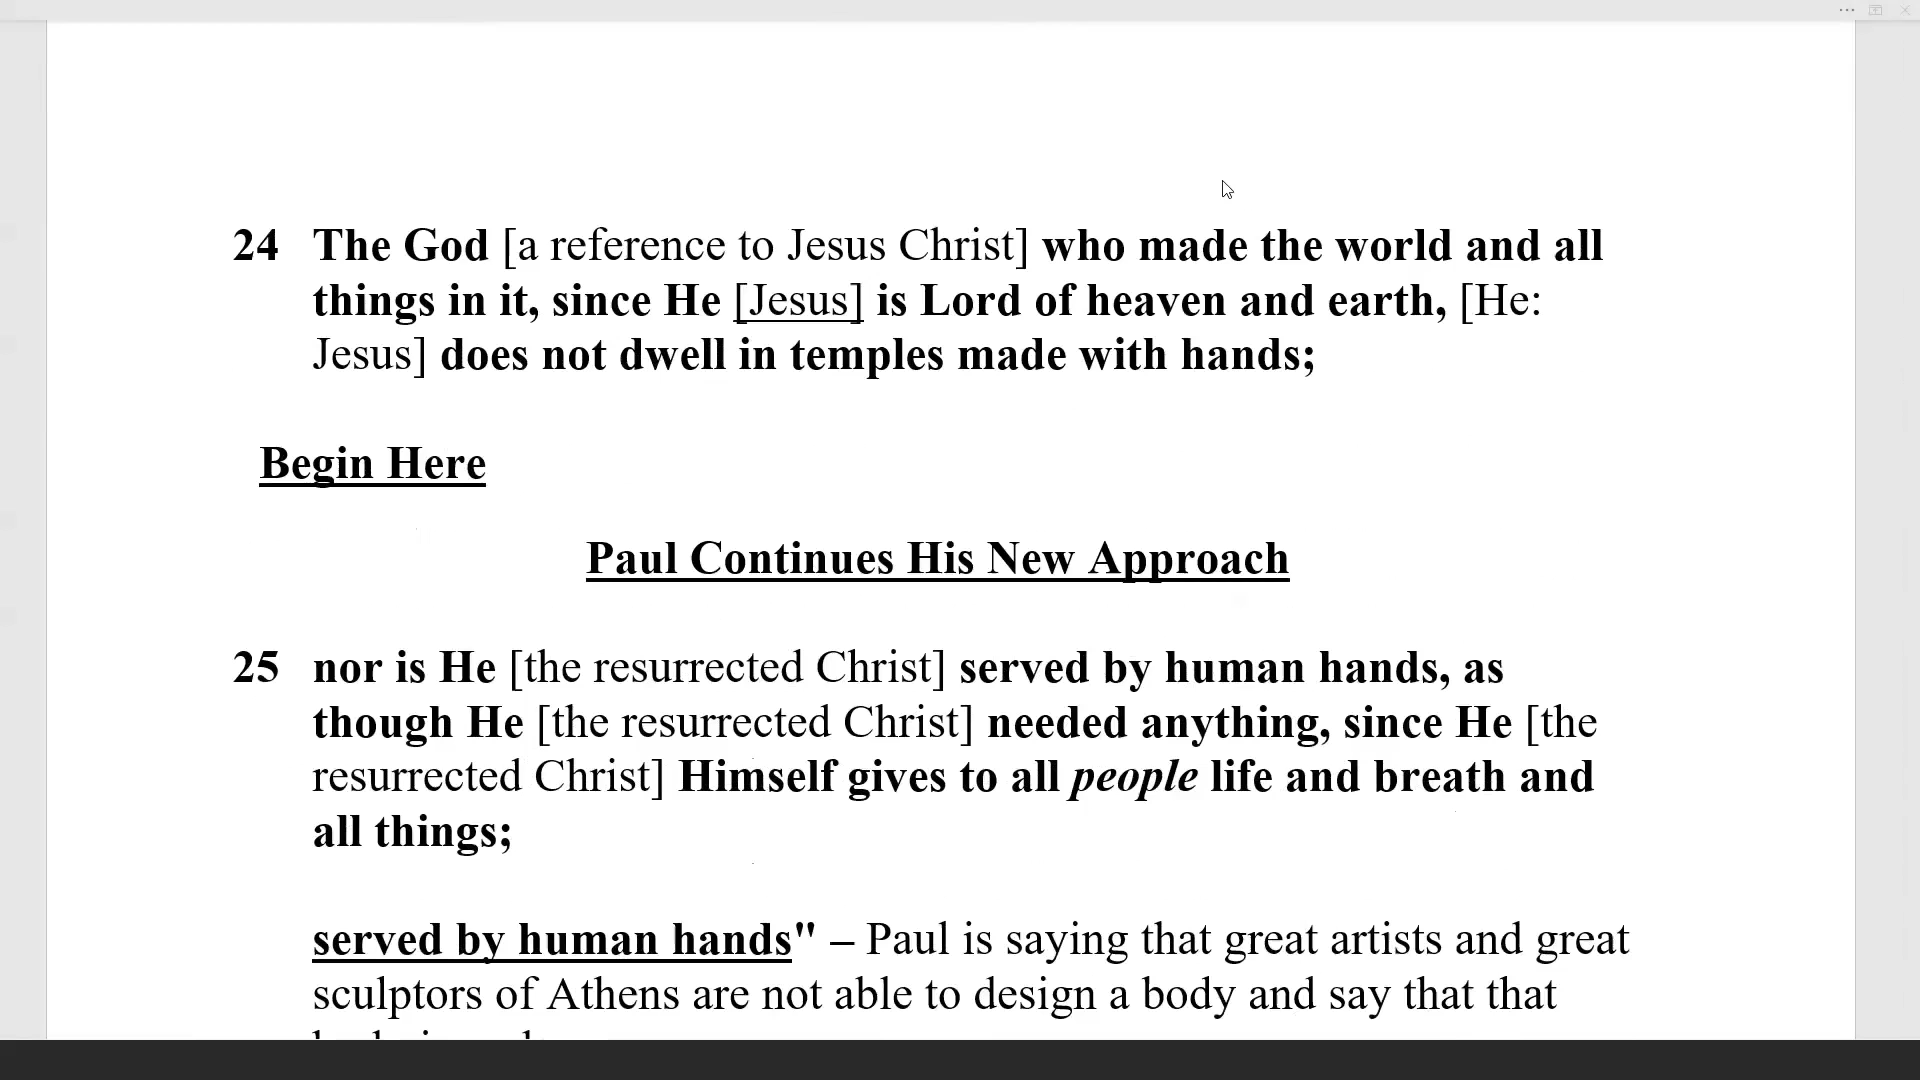 24 The God [a reference to Jesus Christ] who made the world and all
things in it, since He [Jesus] is Lord of heaven and earth, [He:
Jesus] does not dwell in temples made with hands;
Begin Here
Paul Continues His New Approach
25 nor is He [the resurrected Christ] served by human hands, as
though He [the resurrected Christ] needed anything, since He [the
resurrected Christ] Himself gives to all people life and breath and
all things;
served by human hands" – Paul is saying that great artists and great
sculptors of Athens are not able to design a body and say that that